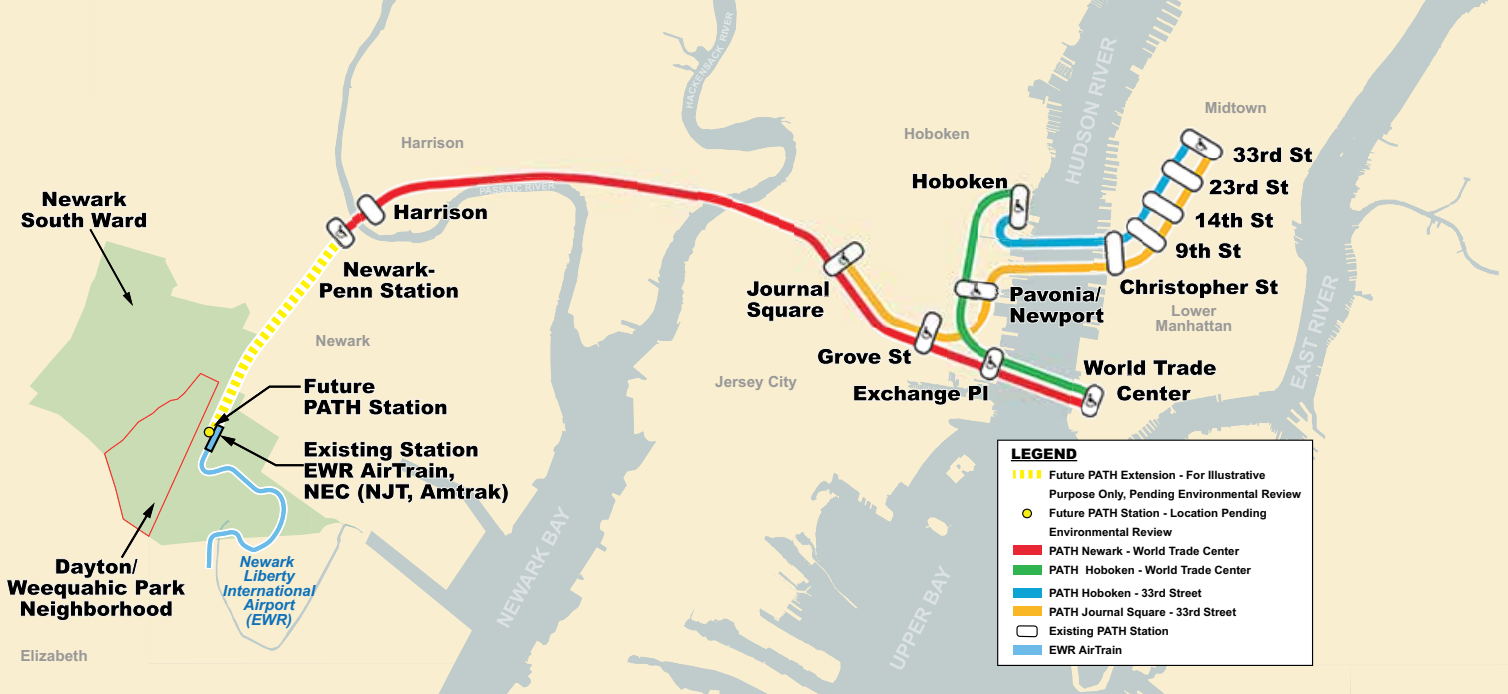 HACKENSACK RIVER
HUDSON RIVER
Midtown
Harrison
Hoboken
33rd St
Hoboken
23rd St
PASSAIC RIVER
Newark
South Ward
Harrison
14th St
9th St
Newark-
Penn Station
Journal
Square
Pavonia/
Newport
Christopher St
Lower
Manhattan
EAST RIVER
Newark
Grove St
Jersey City
Exchange Pl
World Trade
Center
Future
PATH Station
Existing Station
EWR AirTrain,
NEC (NJT, Amtrak)
Dayton/
Weequahic Park
Neighborhood
Newark
Liberty
International
Airport
(EWR)
NEWARK BAY
UPPER BAY
Elizabeth
LEGEND
Future PATH Extension - For Illustrative
Purpose Only, Pending Environmental Review
Future PATH Station - Location Pending
Environmental Review
PATH Newark - World Trade Center
PATH Hoboken - World Trade Center
PATH Hoboken - 33rd Street
PATH Journal Square - 33rd Street
Existing PATH Station
EWR AirTrain